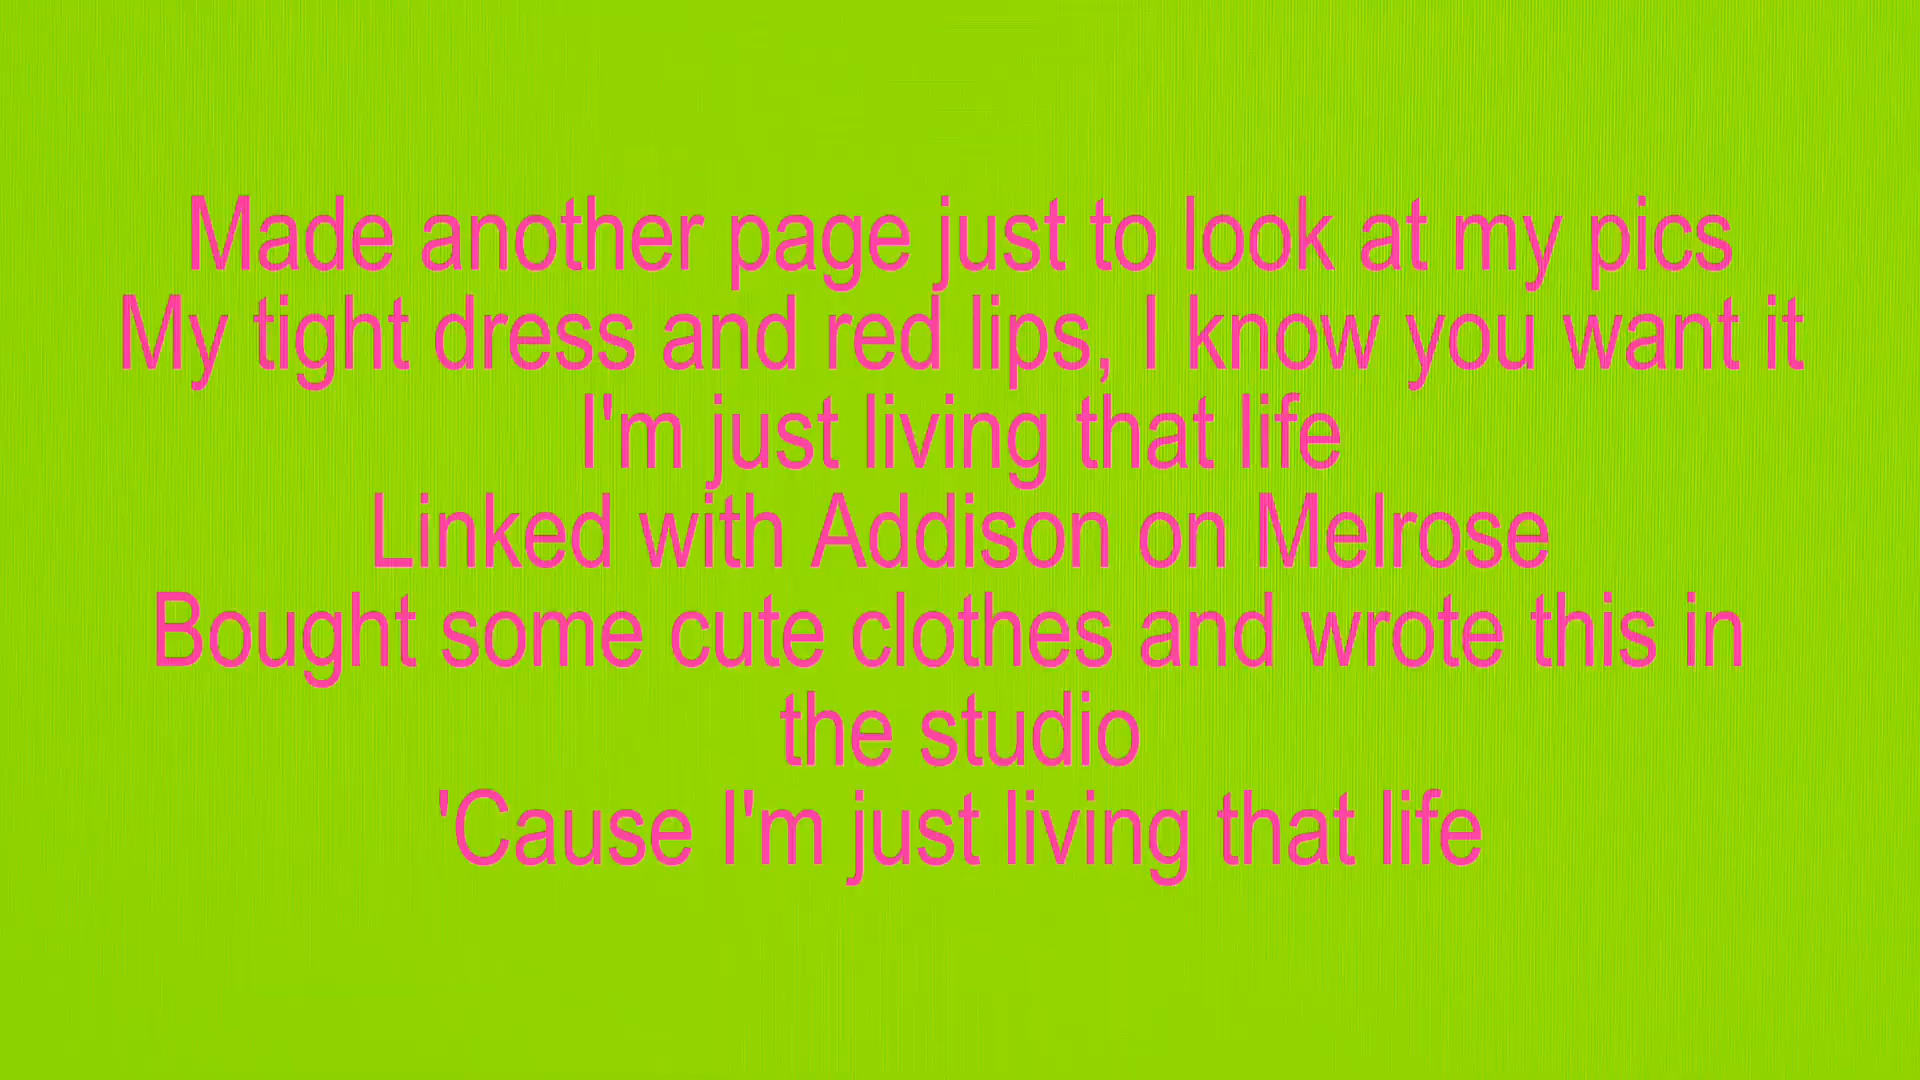 Made another page just to look at my pics
My tight dress and red lips, I know you want it
I'm just living that life
Linked with Addison on Melrose
Bought some cute clothes and wrote this in
the studio
'Cause I'm just living that life